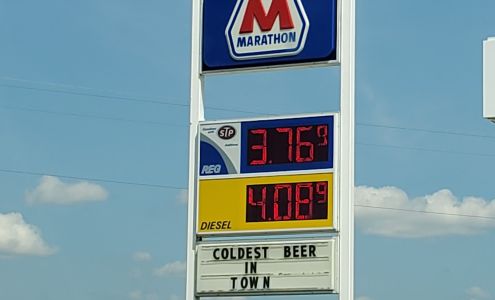 M
MARATHON
STP
REG
3.76 9
DIESEL
4.08 9
COLDEST BEER
IN
TOWN